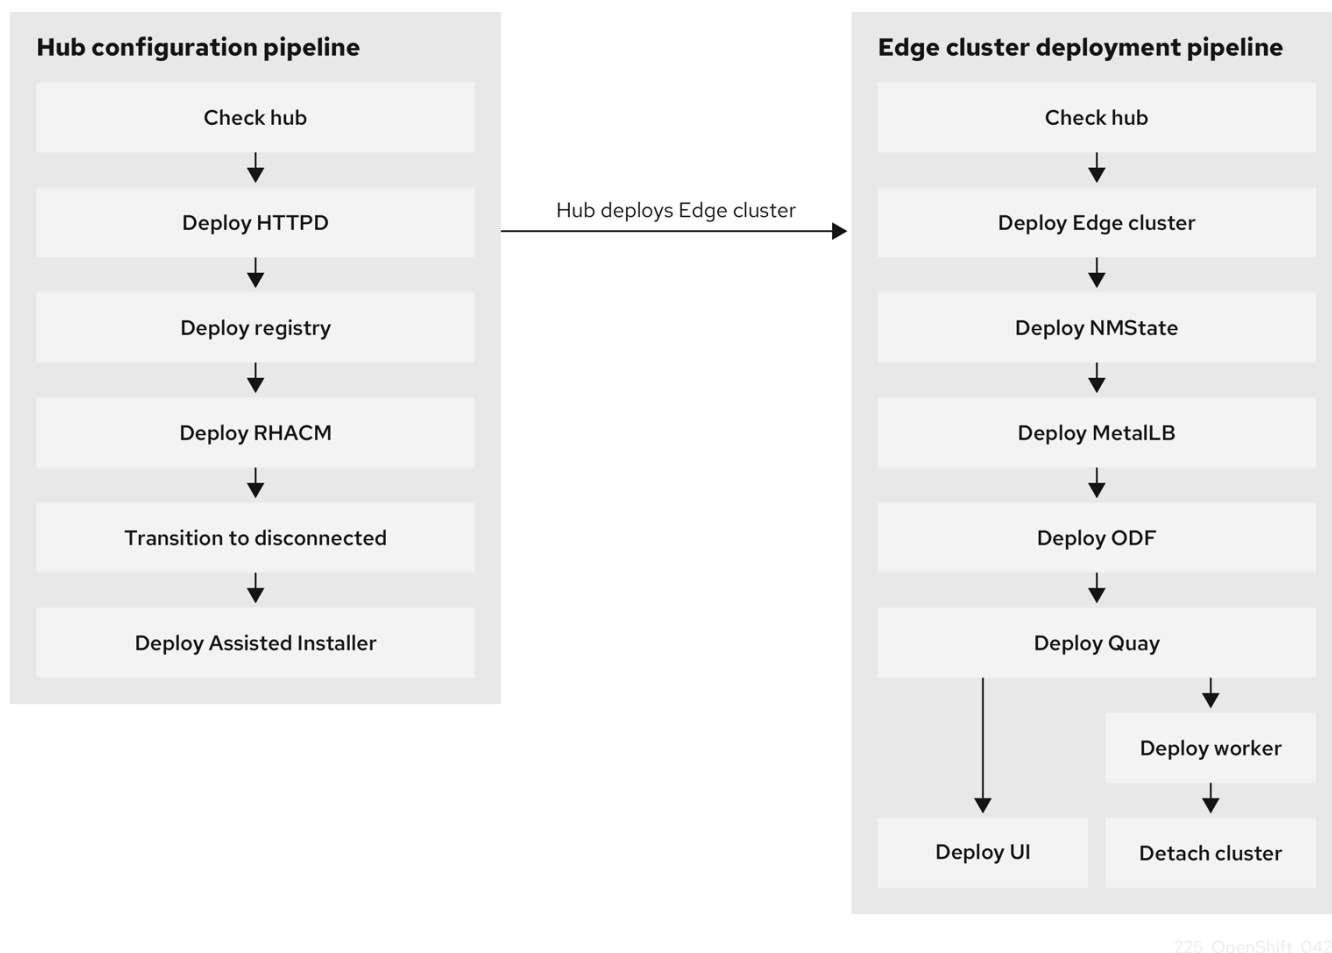 Hub configuration pipeline
Check hub
Deploy HTTPD
Deploy registry
Deploy RHACM
Transition to disconnected
Deploy Assisted Installer
Hub deploys Edge cluster
Edge cluster deployment pipeline
Check hub
Deploy Edge cluster
Deploy NMState
Deploy MetalLB
Deploy ODF
Deploy Quay
Deploy worker
Deploy UI
Detach cluster
225_OpenShift_042